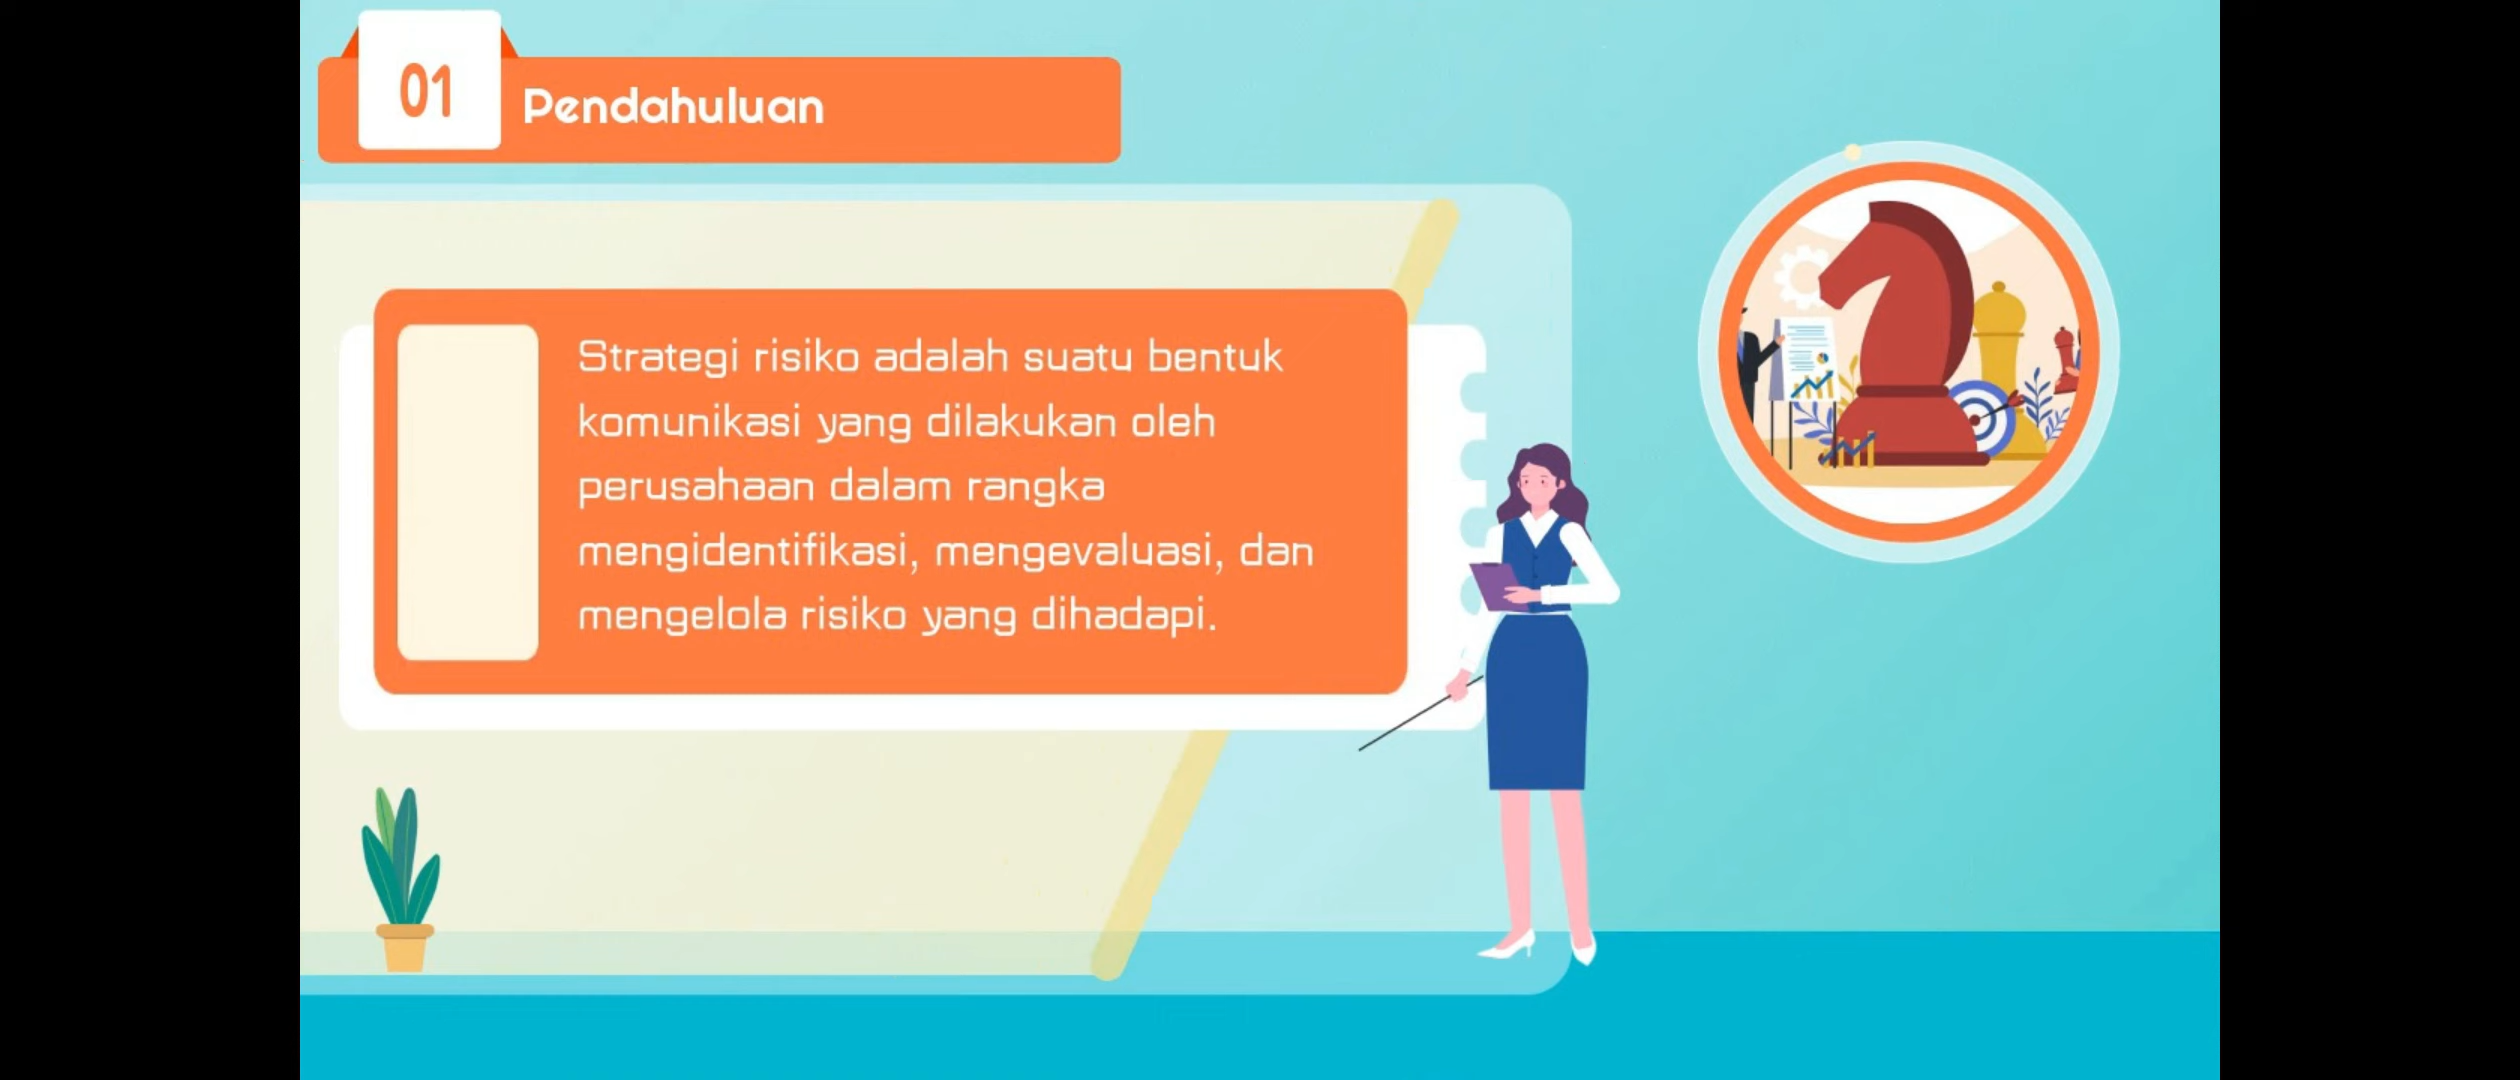 01
Pendahuluan
Strategi risiko adalah suatu bentuk
komunikasi yang dilakukan oleh
perusahaan dalam rangka
mengidentifikasi, mengevaluasi, dan
mengelola risiko yang dihadapi.